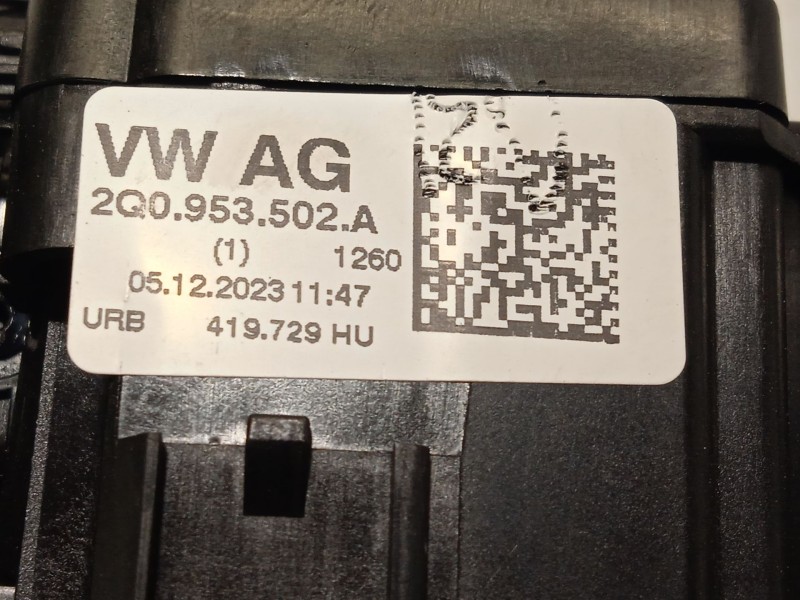 VW AG
2Q0.953.502.A
(1) 1260
05.12.2023 11:47
URB 419.729 HU